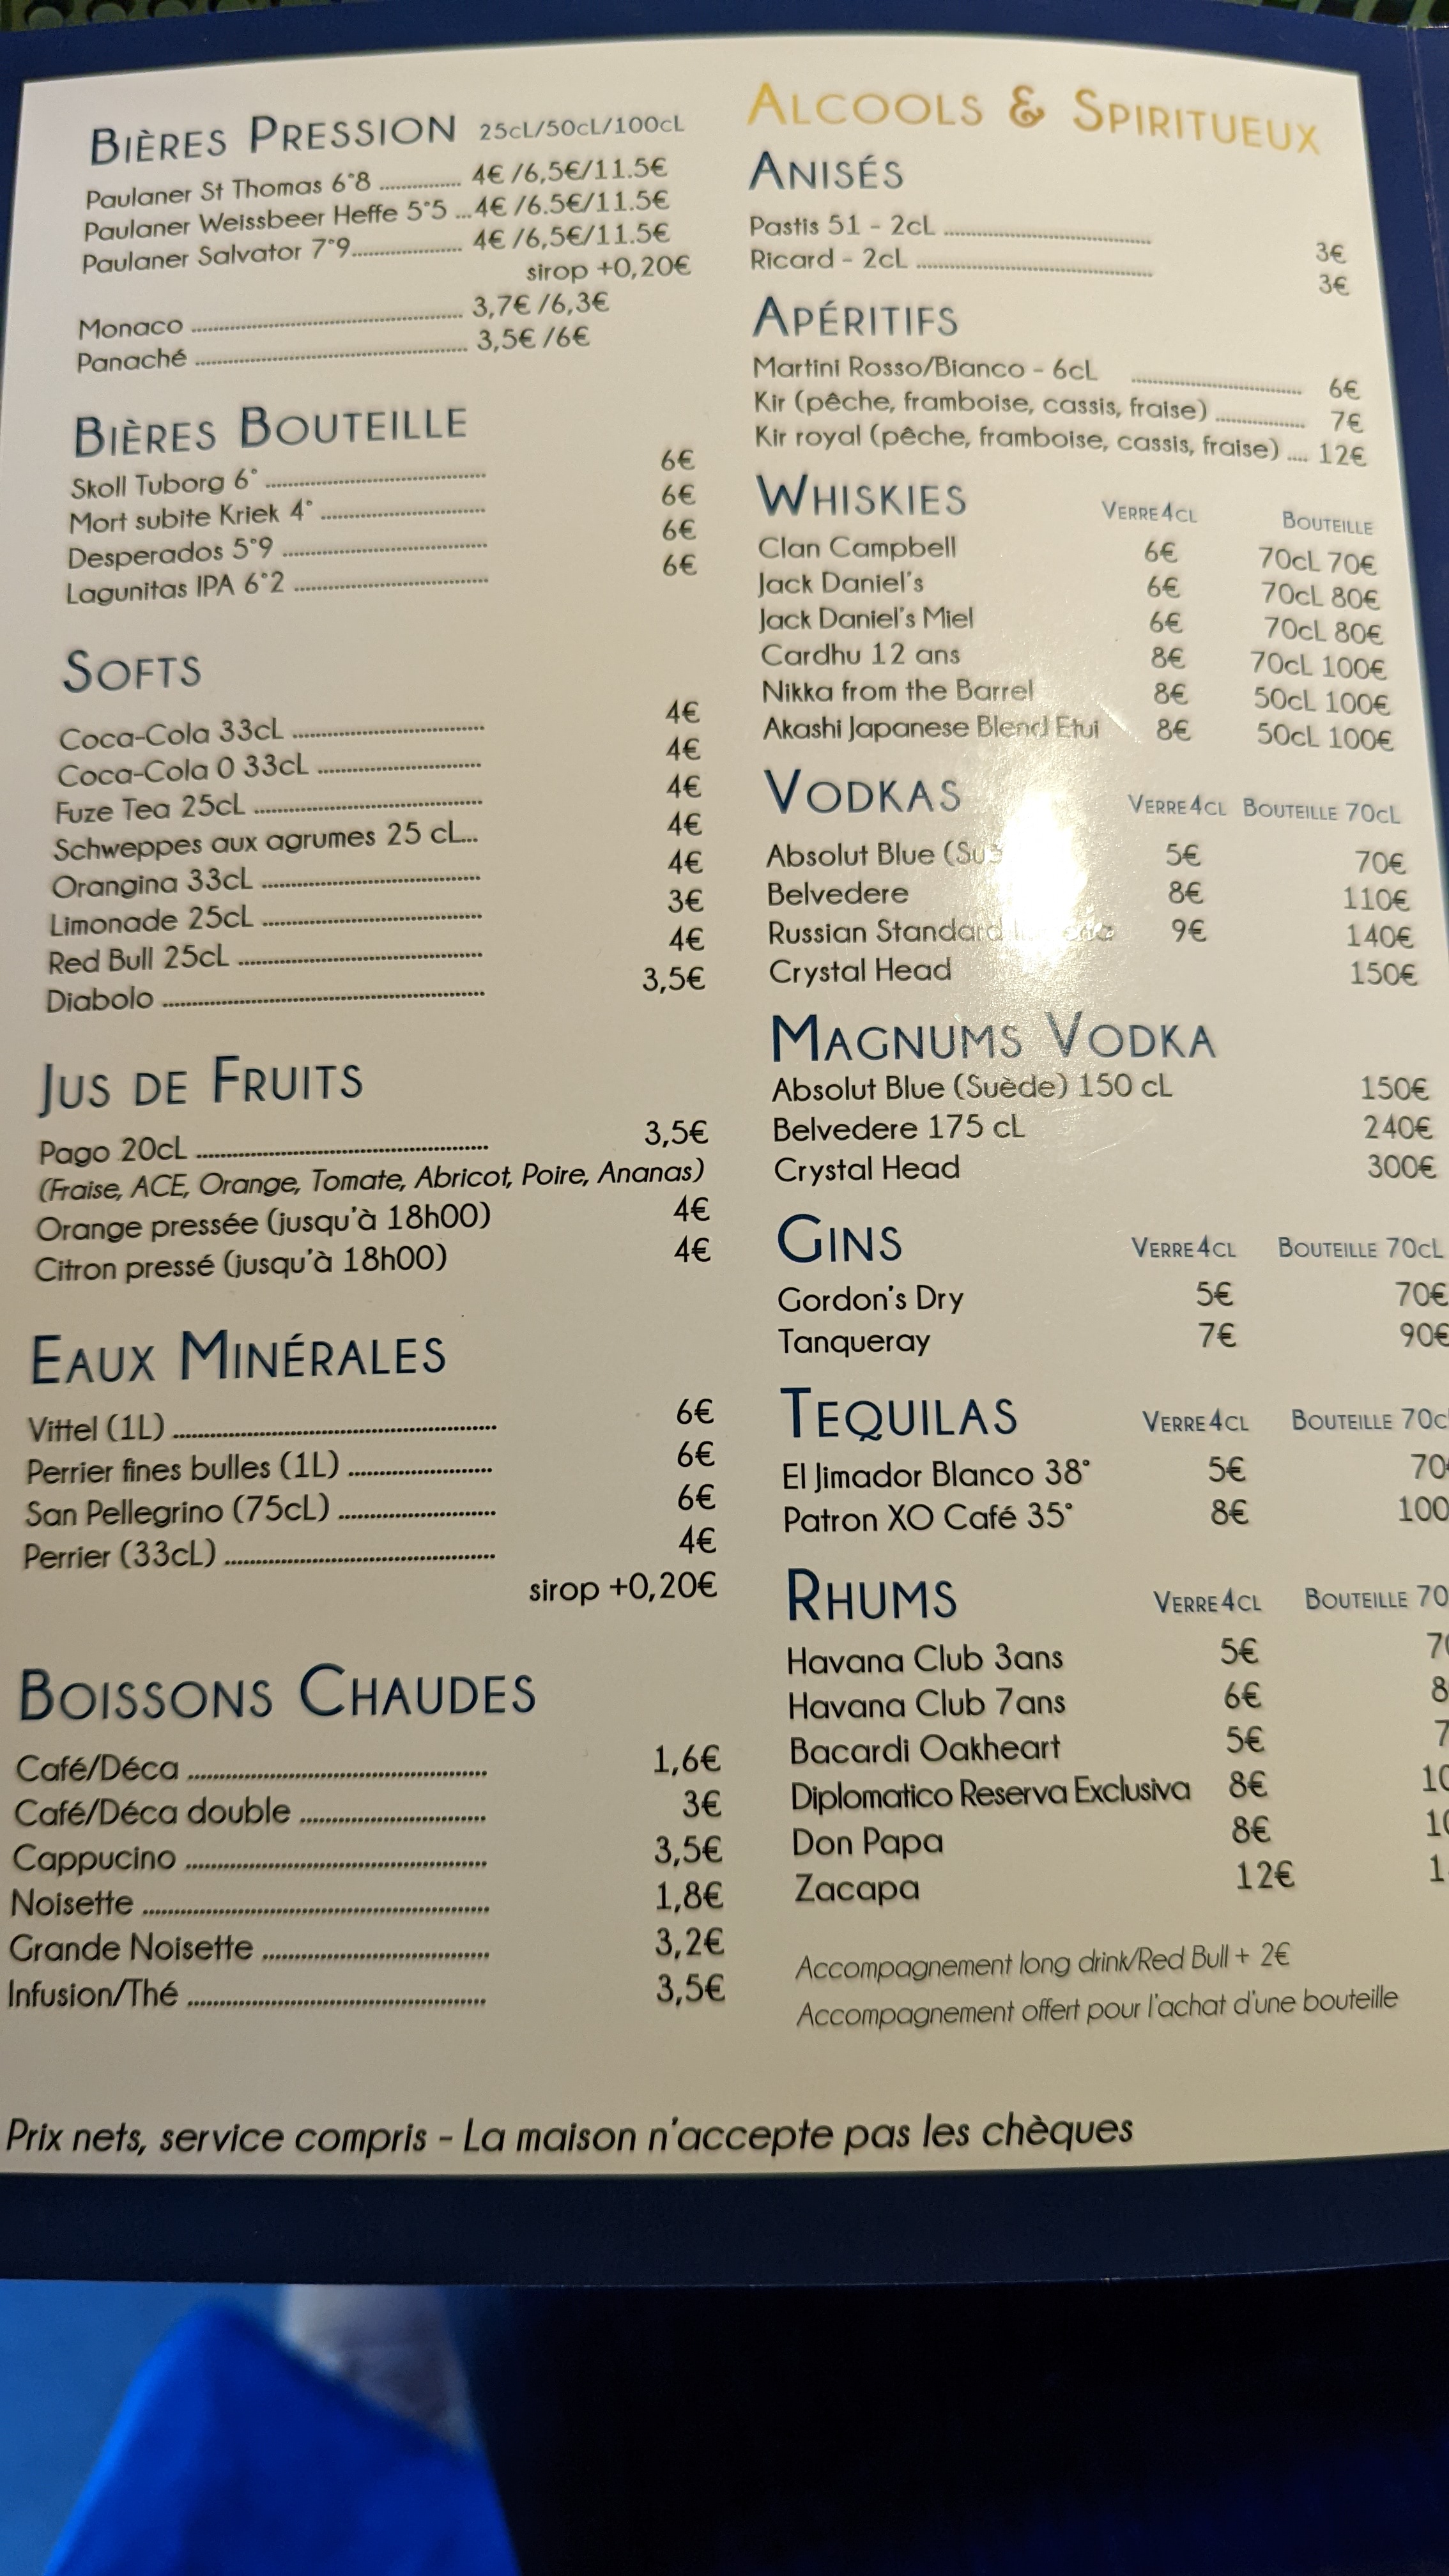 BIÈRES PRESSION 25CL/50CL/100CL
Paulaner St Thomas 6°8 ............... 4€ /6,5€/11.5€
Paulaner Weissbeer Heffe 5°5 ...4€ /6.5€/11.5€
Paulaner Salvator 7°9.................... 4€ /6,5€/11.5€
sirop +0,20€
Monaco .................... 3,7€ /6,3€
Panaché .................... 3,5€ /6€
BIÈRES BOUTEILLE
Skoll Tuborg 6° .................... 6€
Mort subite Kriek 4° .................... 6€
Desperados 5°9 .................... 6€
Lagunitas IPA 6°2 .................... 6€
SOFTS
Coca-Cola 33cL .................... 4€
Coca-Cola 0 33cL .................... 4€
Fuze Tea 25cL .................... 4€
Schweppes aux agrumes 25 cL... 4€
Orangina 33cL .................... 4€
Limonade 25cL .................... 3€
Red Bull 25cL .................... 4€
Diabolo .................... 3,5€
JUS DE FRUITS
Pago 20cL .................... 3,5€
(Fraise, ACE, Orange, Tomate, Abricot, Poire, Ananas)
Orange pressée (jusqu'à 18h00) 4€
Citron pressé (jusqu'à 18h00) 4€
EAUX MINÉRALES
Vittel (1L) .................... 6€
Perrier fines bulles (1L) .................... 6€
San Pellegrino (75cL) .................... 6€
Perrier (33cL) .................... 4€
sirop +0,20€
BOISSONS CHAUDES
Café/Déca .................... 1,6€
Café/Déca double .................... 3€
Cappucino .................... 3,5€
Noisette .................... 1,8€
Grande Noisette .................... 3,2€
Infusion/Thé .................... 3,5€
ALCOOLS & SPIRITUEUX
ANISÉS
Pastis 51 - 2cL .................... 3€
Ricard - 2cL .................... 3€
APÉRITIFS
Martini Rosso/Bianco - 6cL .................... 6€
Kir (pêche, framboise, cassis, fraise) .................... 7€
Kir royal (pêche, framboise, cassis, fraise) .... 12€
WHISKIES VERRE 4CL BOUTEILLE
Clan Campbell 6€ 70cL 70€
Jack Daniel's 6€ 70cL 80€
Jack Daniel's Miel 6€ 70cL 80€
Cardhu 12 ans 8€ 70cL 100€
Nikka from the Barrel 8€ 50cL 100€
Akashi Japanese Blend Etui 8€ 50cL 100€
VODKAS VERRE 4CL BOUTEILLE 70CL
Absolut Blue 5€ 70€
Belvedere 8€ 110€
Russian Standard 9€ 140€
Crystal Head 150€
MAGNUMS VODKA
Absolut Blue (Suède) 150 cL 150€
Belvedere 175 cL 240€
Crystal Head 300€
GINS VERRE 4CL BOUTEILLE 70CL
Gordon's Dry 5€ 70€
Tanqueray 7€ 90€
TEQUILAS VERRE 4CL BOUTEILLE 70C
El Jimador Blanco 38° 5€ 70
Patron XO Café 35° 8€ 100
RHUMS VERRE 4CL BOUTEILLE 70
Havana Club 3ans 5€
Havana Club 7ans 6€
Bacardi Oakheart 5€
Diplomatico Reserva Exclusiva 8€
Don Papa 8€
Zacapa 12€
Accompagnement long drink/Red Bull + 2€
Accompagnement offert pour l'achat d'une bouteille
Prix nets, service compris - La maison n'accepte pas les chèques